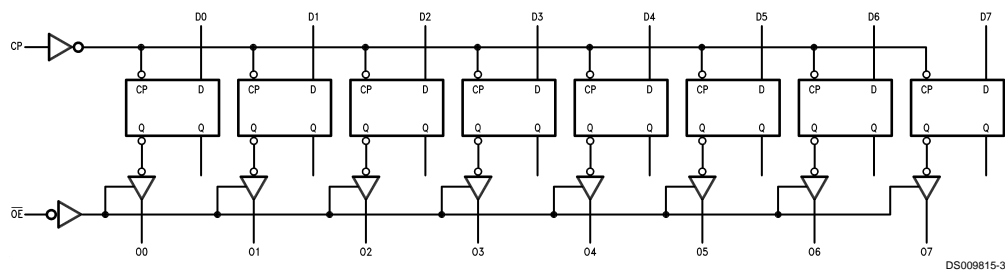 D0 D1 D2 D3 D4 D5 D6 D7
CP
CP D CP D CP D CP D CP D CP D CP D CP D
Q Q Q Q Q Q Q Q Q Q Q Q Q Q Q Q
O̅E̅
O0 O1 O2 O3 O4 O5 O6 O7
DS009815-3